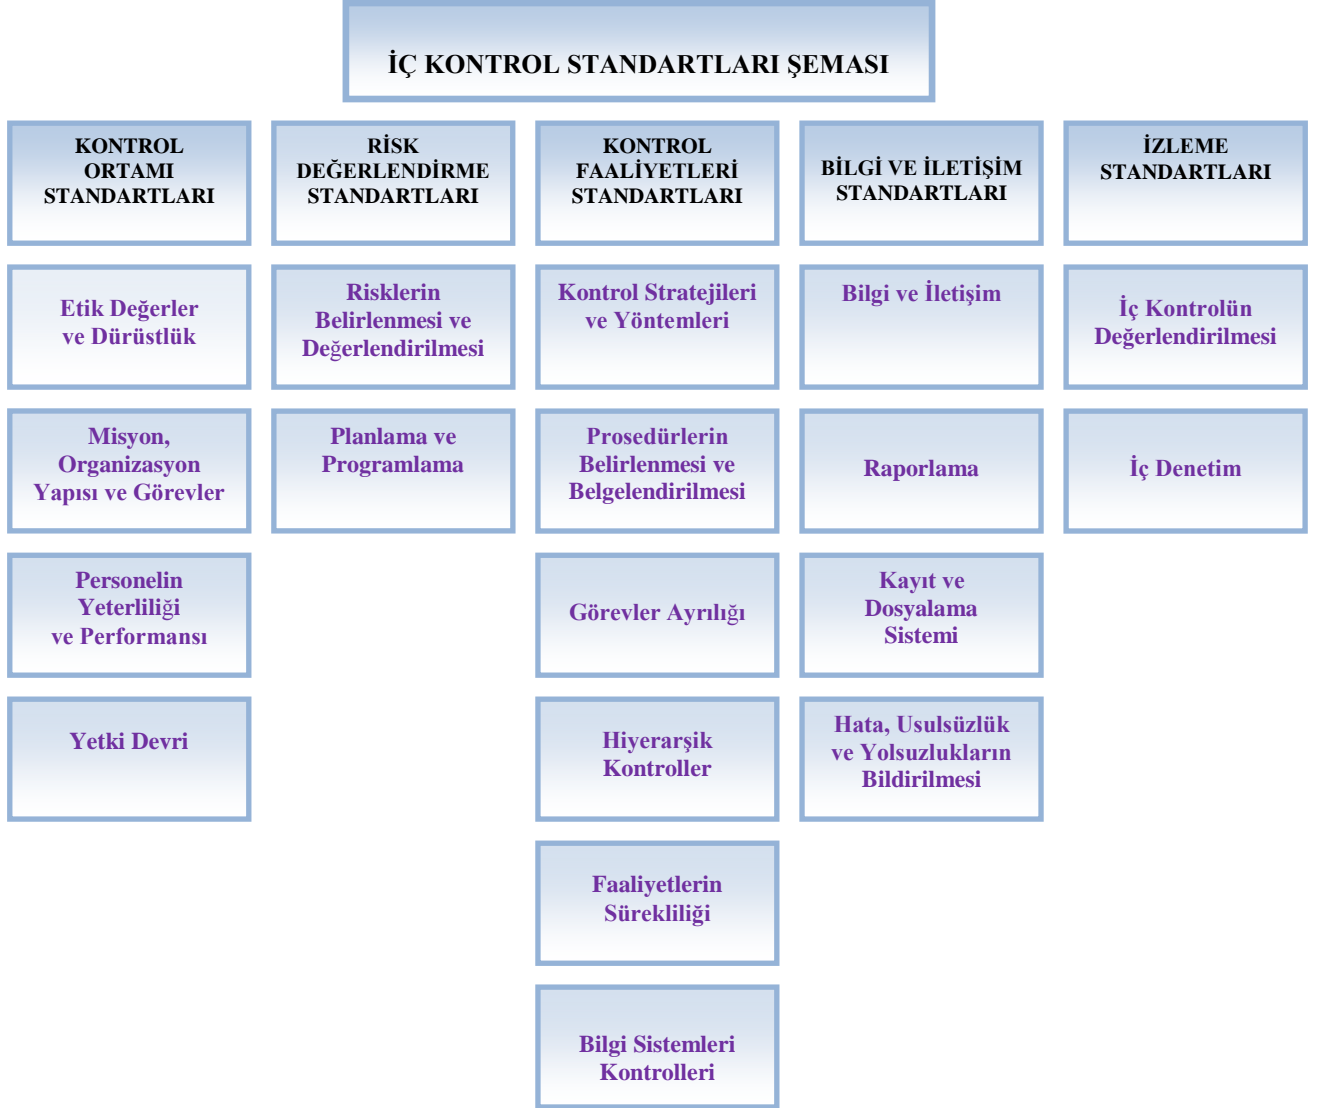 İÇ KONTROL STANDARTLARI ŞEMASI
KONTROL
ORTAMI
STANDARTLARI
RİSK
DEĞERLENDİRME
STANDARTLARI
KONTROL
FAALİYETLERİ
STANDARTLARI
BİLGİ VE İLETİŞİM
STANDARTLARI
İZLEME
STANDARTLARI
Etik Değerler
ve Dürüstlük
Risklerin
Belirlenmesi ve
Değerlendirilmesi
Kontrol Stratejileri
ve Yöntemleri
Bilgi ve İletişim
İç Kontrolün
Değerlendirilmesi
Misyon,
Organizasyon
Yapısı ve Görevler
Planlama ve
Programlama
Prosedürlerin
Belirlenmesi ve
Belgelendirilmesi
Raporlama
İç Denetim
Personelin
Yeterliliği
ve Performansı
Görevler Ayrılığı
Kayıt ve
Dosyalama
Sistemi
Yetki Devri
Hiyerarşik
Kontroller
Hata, Usulsüzlük
ve Yolsuzlukların
Bildirilmesi
Faaliyetlerin
Sürekliliği
Bilgi Sistemleri
Kontrolleri